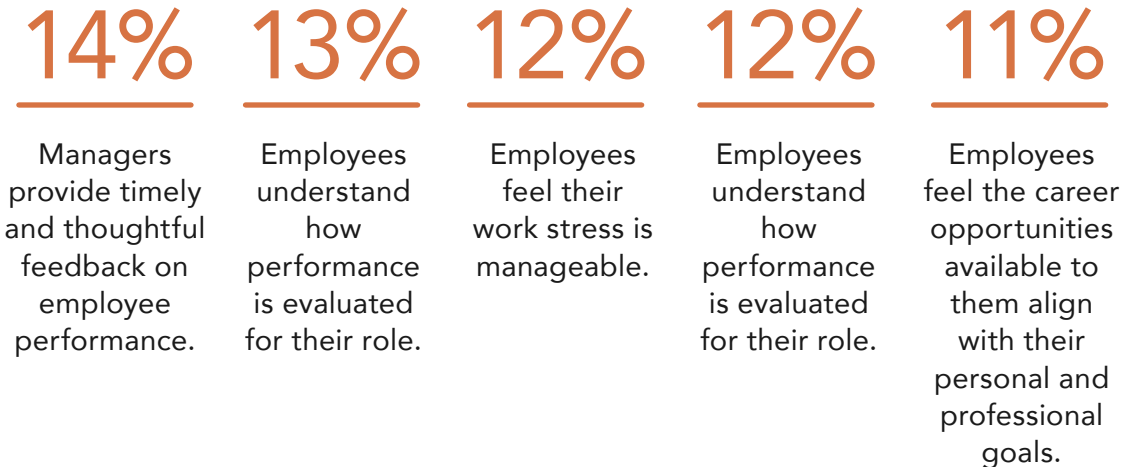 14%
Managers
provide timely
and thoughtful
feedback on
employee
performance.
13%
Employees
understand
how
performance
is evaluated
for their role.
12%
Employees
feel their
work stress is
manageable.
12%
Employees
understand
how
performance
is evaluated
for their role.
11%
Employees
feel the career
opportunities
available to
them align
with their
personal and
professional
goals.